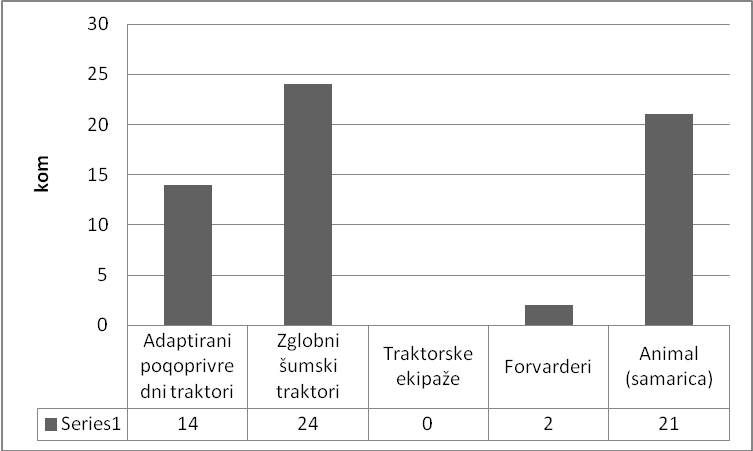 30
25
20
15
10
5
0
kom
Adaptirani
poqoprivre
dni traktori
Zglobni
šumski
traktori
Traktorske
ekipaže
Forvarderi
Animal
(samarica)
Series1 14 24 0 2 21